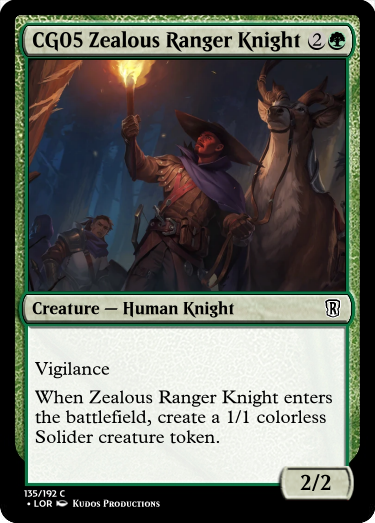 CG05 Zealous Ranger Knight 2
Creature — Human Knight R
Vigilance
When Zealous Ranger Knight enters
the battlefield, create a 1/1 colorless
Solider creature token.
2/2
135/192 C
• LOR Kudos Productions